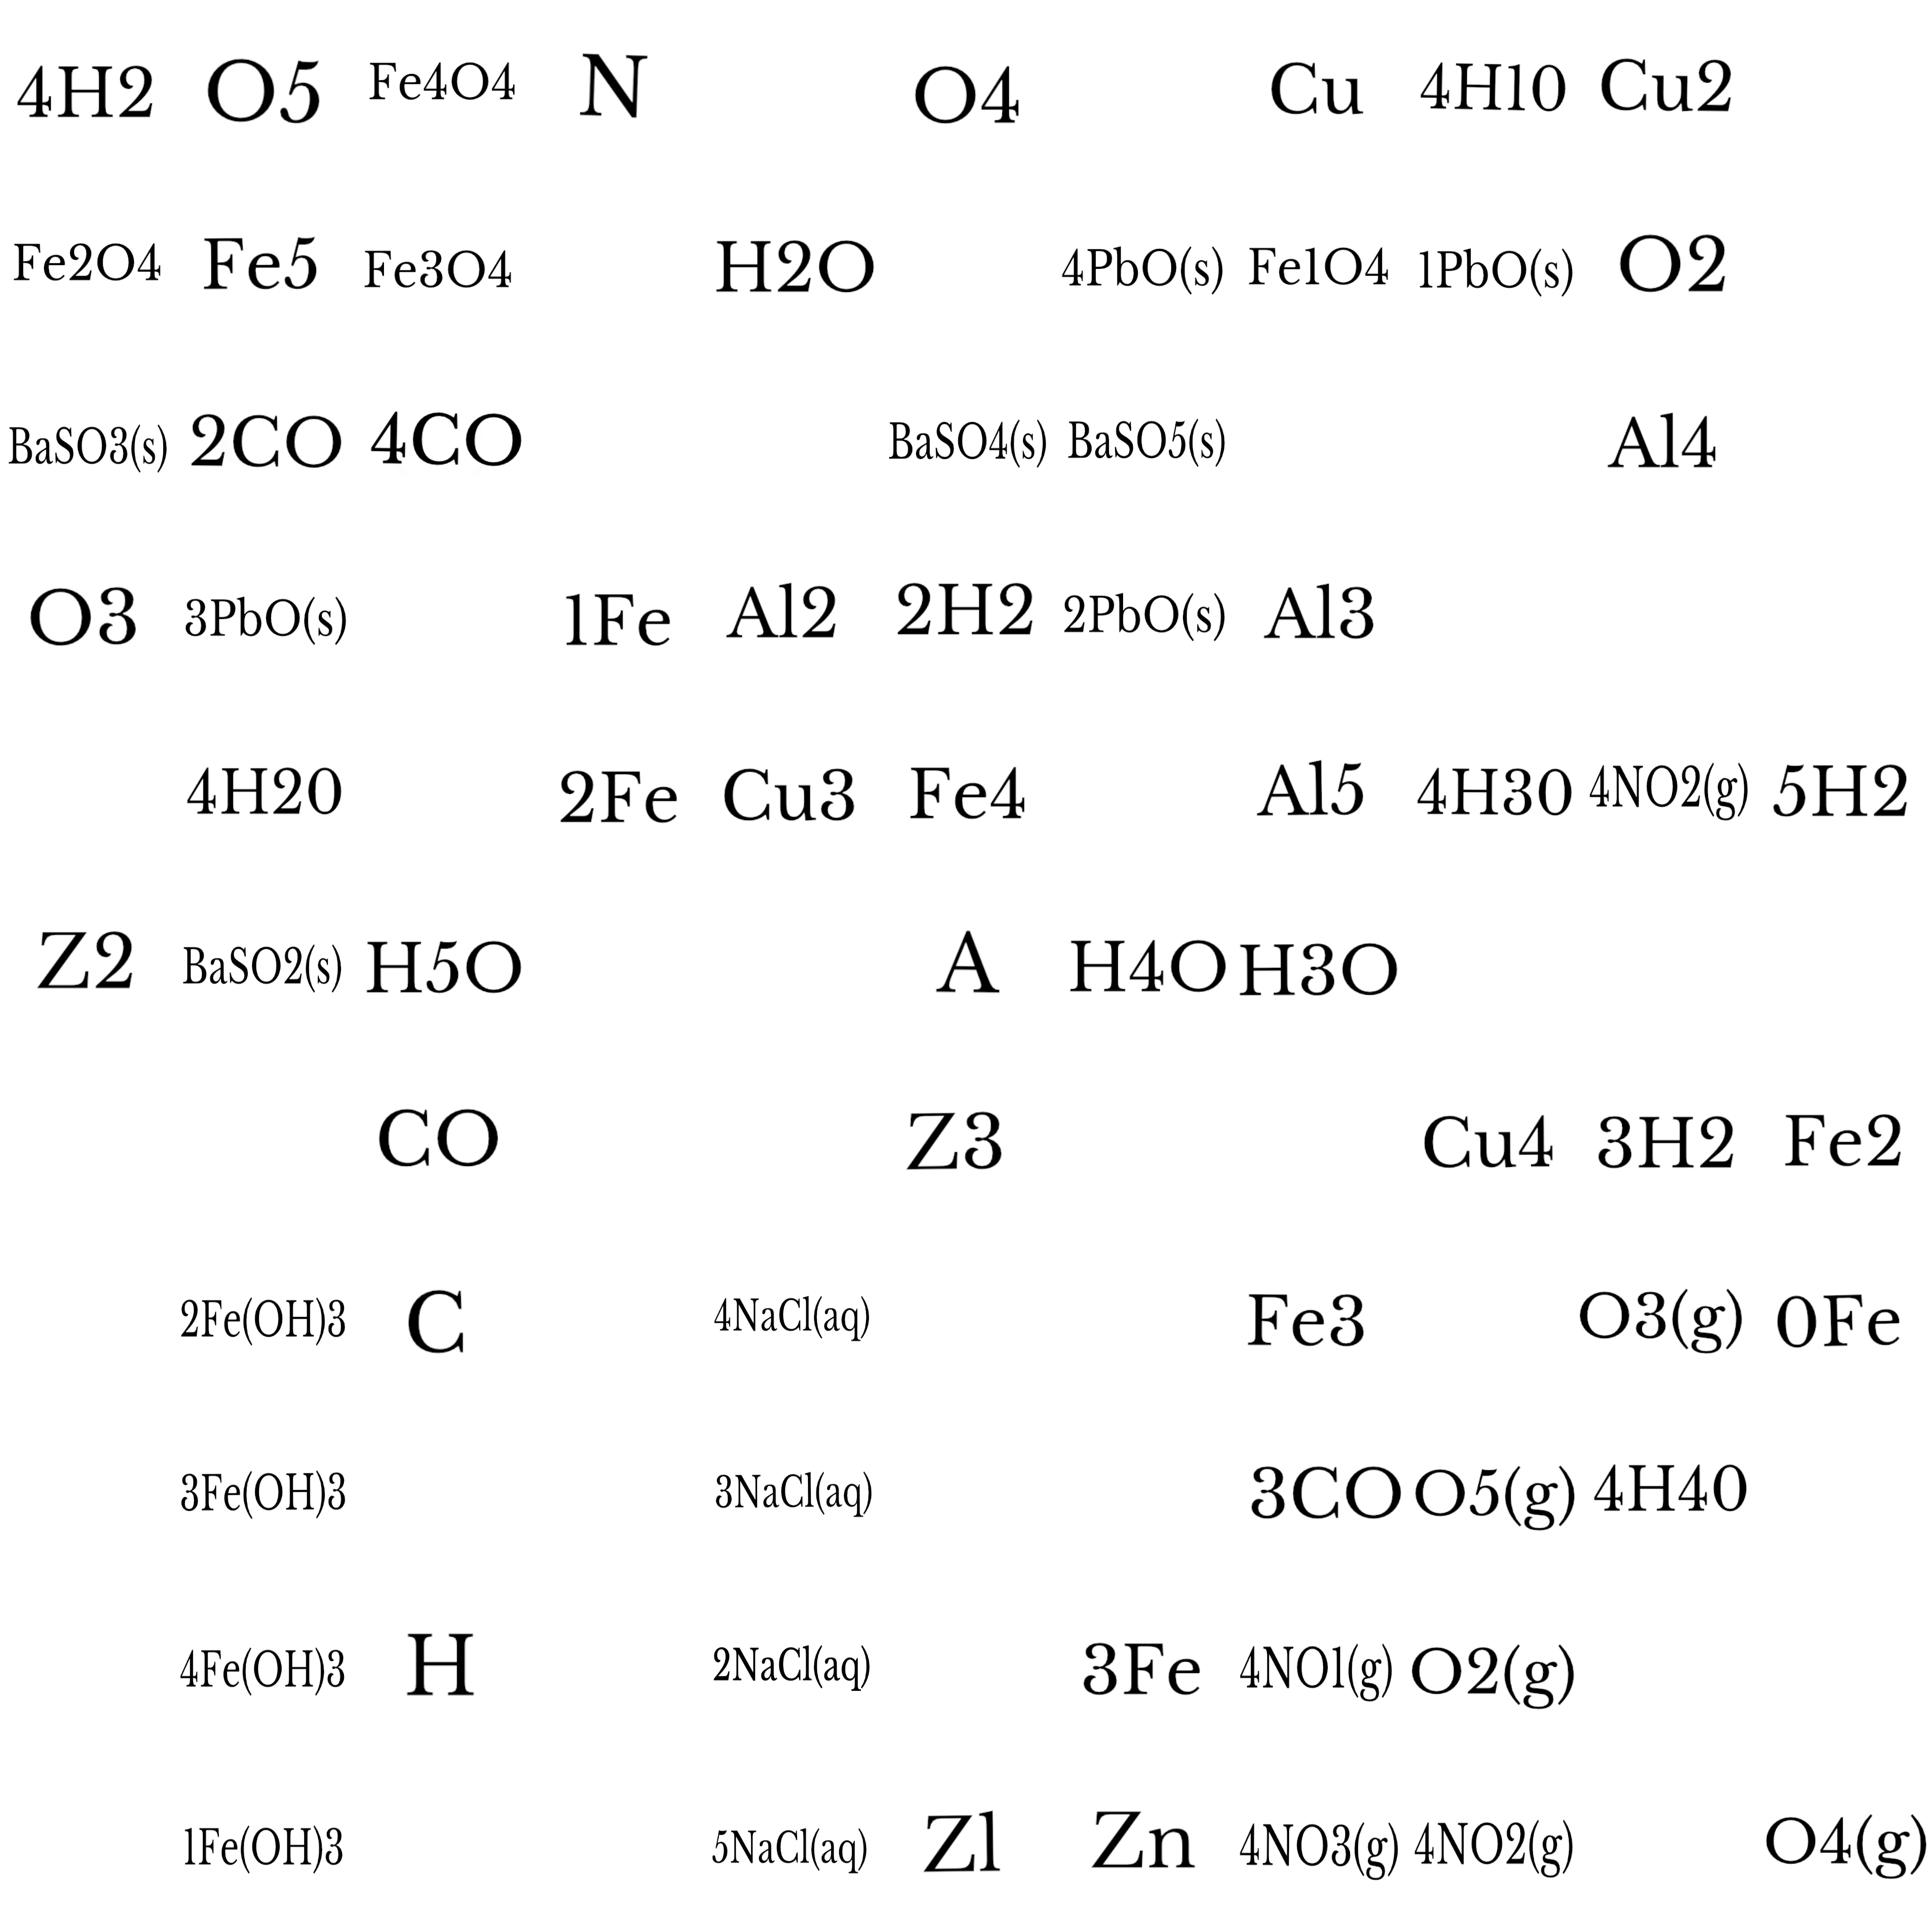 4H2 O5 Fe4O4 N O4 Cu 4H10 Cu2
Fe2O4 Fe5 Fe3O4 H2O 4PbO(s) Fe1O4 1PbO(s) O2
BaSO3(s) 2CO 4CO BaSO4(s) BaSO5(s) Al4
O3 3PbO(s) 1Fe Al2 2H2 2PbO(s) Al3
4H20 2Fe Cu3 Fe4 Al5 4H30 4NO2(g) 5H2
Z2 BaSO2(s) H5O A H4O H3O
CO Z3 Cu4 3H2 Fe2
2Fe(OH)3 C 4NaCl(aq) Fe3 O3(g) 0Fe
3Fe(OH)3 3NaCl(aq) 3CO O5(g) 4H40
4Fe(OH)3 H 2NaCl(aq) 3Fe 4NO1(g) O2(g)
1Fe(OH)3 5NaCl(aq) Zl Zn 4NO3(g) 4NO2(g) O4(g)